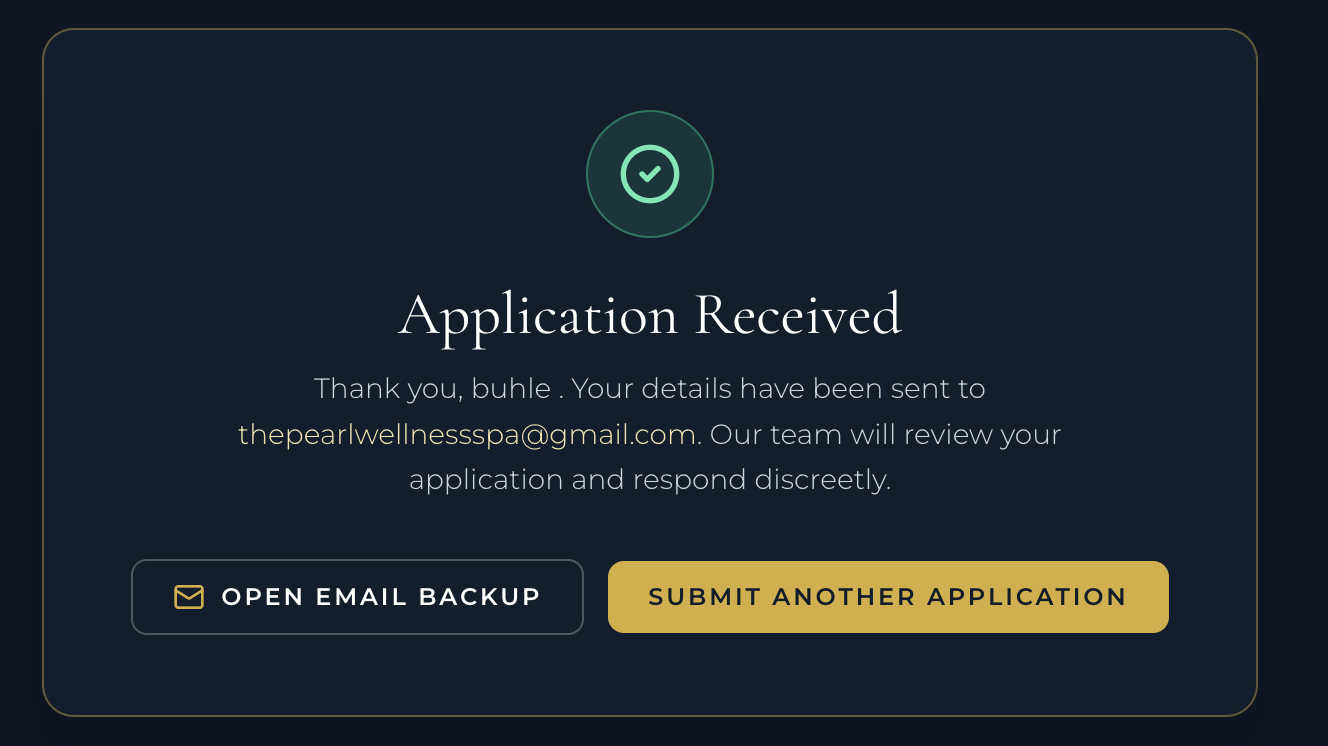 Application Received
Thank you, buhle . Your details have been sent to
thepearlwellnessspa@gmail.com. Our team will review your
application and respond discreetly.
OPEN EMAIL BACKUP
SUBMIT ANOTHER APPLICATION